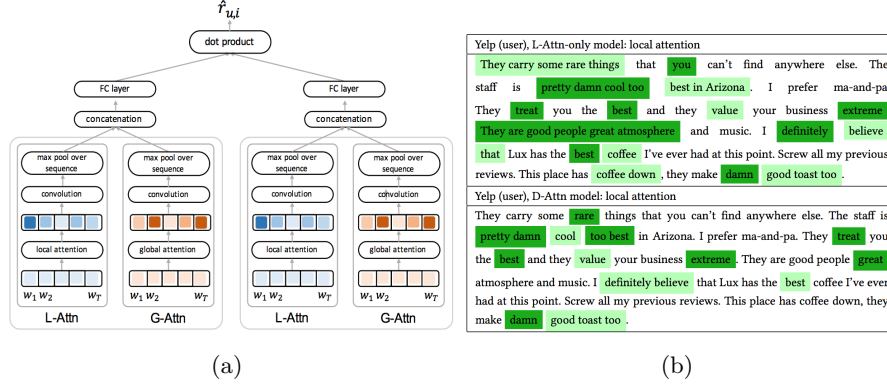 r̂u,i
dot product
FC layer FC layer
concatenation concatenation
max pool over sequence max pool over sequence max pool over sequence max pool over sequence
convolution convolution convolution convolution
local attention global attention local attention global attention
w1 w2 wT w1 w2 wT w1 w2 wT w1 w2 wT
L-Attn G-Attn L-Attn G-Attn
(a)
Yelp (user), L-Attn-only model: local attention
They carry some rare things that you can't find anywhere else. The
staff is pretty damn cool too best in Arizona. I prefer ma-and-pa
They treat you the best and they value your business extreme
They are good people great atmosphere and music. I definitely believe
that Lux has the best coffee I've ever had at this point. Screw all my previous
reviews. This place has coffee down, they make damn good toast too.
Yelp (user), D-Attn model: local attention
They carry some rare things that you can't find anywhere else. The staff is
pretty damn cool too best in Arizona. I prefer ma-and-pa. They treat you
the best and they value your business extreme. They are good people great
atmosphere and music. I definitely believe that Lux has the best coffee I've ever
had at this point. Screw all my previous reviews. This place has coffee down, they
make damn good toast too.
(b)